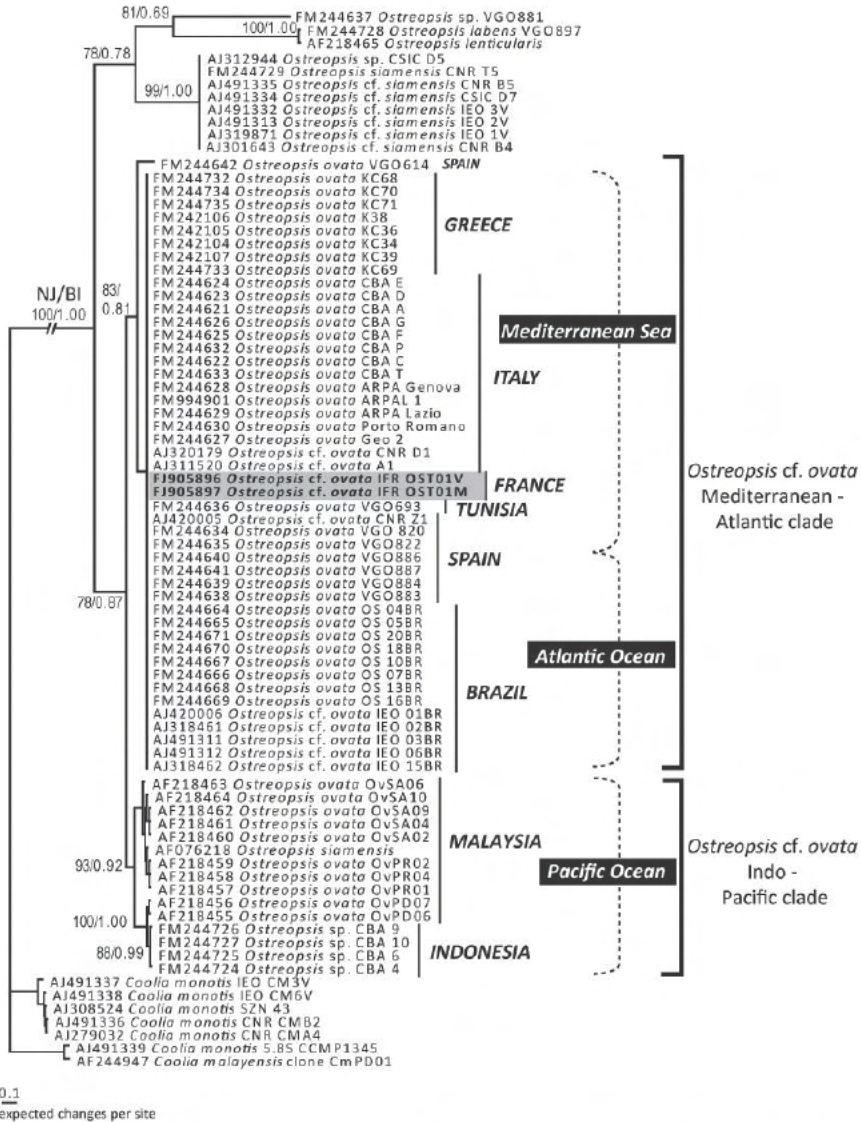 81/0.69
FM244637 Ostreopsis sp. VGO881
100/1.00
FM244728 Ostreopsis labens VGO897
AF218465 Ostreopsis lenticularis
78/0.78
AJ312944 Ostreopsis sp. CSIC D5
FM244729 Ostreopsis siamensis CNR T5
AJ491335 Ostreopsis cf. siamensis CNR B5
99/1.00
AJ491334 Ostreopsis cf. siamensis CSIC D7
AJ491332 Ostreopsis cf. siamensis IEO 3V
AJ491313 Ostreopsis cf. siamensis IEO 2V
AJ319871 Ostreopsis cf. siamensis IEO 1V
AJ301643 Ostreopsis cf. siamensis CNR B4
FM244642 Ostreopsis ovata VGO614
SPAIN
FM244732 Ostreopsis ovata KC68
FM244734 Ostreopsis ovata KC70
FM244735 Ostreopsis ovata KC71
FM242106 Ostreopsis ovata K38
FM242105 Ostreopsis ovata KC36
FM242104 Ostreopsis ovata KC34
FM242107 Ostreopsis ovata KC39
FM244733 Ostreopsis ovata KC69
GREECE
NJ/BI
100/1.00
83/
0.81
FM244624 Ostreopsis ovata CBA E
FM244623 Ostreopsis ovata CBA D
FM244621 Ostreopsis ovata CBA A
FM244626 Ostreopsis ovata CBA G
FM244625 Ostreopsis ovata CBA F
FM244632 Ostreopsis ovata CBA P
FM244622 Ostreopsis ovata CBA C
FM244633 Ostreopsis ovata CBA T
FM244628 Ostreopsis ovata ARPA Genova
FM994901 Ostreopsis ovata ARPAL 1
FM244629 Ostreopsis ovata ARPA Lazio
FM244630 Ostreopsis ovata Porto Romano
FM244627 Ostreopsis ovata Geo 2
AJ320179 Ostreopsis cf. ovata CNR D1
AJ311520 Ostreopsis cf. ovata A1
ITALY
Mediterranean Sea
FJ905896 Ostreopsis cf. ovata IFR OST01V
FJ905897 Ostreopsis cf. ovata IFR OST01M
FRANCE
FM244636 Ostreopsis ovata VGO693
TUNISIA
Ostreopsis cf. ovata
Mediterranean -
Atlantic clade
AJ420005 Ostreopsis cf. ovata CNR Z1
FM244634 Ostreopsis ovata VGO 820
FM244635 Ostreopsis ovata VGO822
FM244640 Ostreopsis ovata VGO886
FM244641 Ostreopsis ovata VGO887
FM244639 Ostreopsis ovata VGO884
FM244638 Ostreopsis ovata VGO883
SPAIN
78/0.87
FM244664 Ostreopsis ovata OS 04BR
FM244665 Ostreopsis ovata OS 05BR
FM244671 Ostreopsis ovata OS 20BR
FM244670 Ostreopsis ovata OS 18BR
FM244667 Ostreopsis ovata OS 10BR
FM244666 Ostreopsis ovata OS 07BR
FM244668 Ostreopsis ovata OS 13BR
FM244669 Ostreopsis ovata OS 16BR
AJ420006 Ostreopsis cf. ovata IEO 01BR
AJ318461 Ostreopsis cf. ovata IEO 02BR
AJ491311 Ostreopsis cf. ovata IEO 03BR
AJ491312 Ostreopsis cf. ovata IEO 06BR
AJ318462 Ostreopsis cf. ovata IEO 15BR
BRAZIL
Atlantic Ocean
AF218463 Ostreopsis ovata OvSA06
AF218464 Ostreopsis ovata OvSA10
AF218462 Ostreopsis ovata OvSA09
AF218461 Ostreopsis ovata OvSA04
AF218460 Ostreopsis ovata OvSA02
AF076218 Ostreopsis siamensis
AF218459 Ostreopsis ovata OvPR02
AF218458 Ostreopsis ovata OvPR04
AF218457 Ostreopsis ovata OvPR01
AF218456 Ostreopsis ovata OvPD07
AF218455 Ostreopsis ovata OvPD06
MALAYSIA
93/0.92
Pacific Ocean
Ostreopsis cf. ovata
Indo -
Pacific clade
100/1.00
FM244726 Ostreopsis sp. CBA 9
FM244727 Ostreopsis sp. CBA 10
FM244725 Ostreopsis sp. CBA 6
FM244724 Ostreopsis sp. CBA 4
88/0.99
INDONESIA
AJ491337 Coolia monotis IEO CM3V
AJ491338 Coolia monotis IEO CM6V
AJ308524 Coolia monotis SZN 43
AJ491336 Coolia monotis CNR CMB2
AJ279032 Coolia monotis CNR CMA4
AJ491339 Coolia monotis 5.8S CCMP1345
AF244947 Coolia malayensis clone CmPD01
0.1
expected changes per site